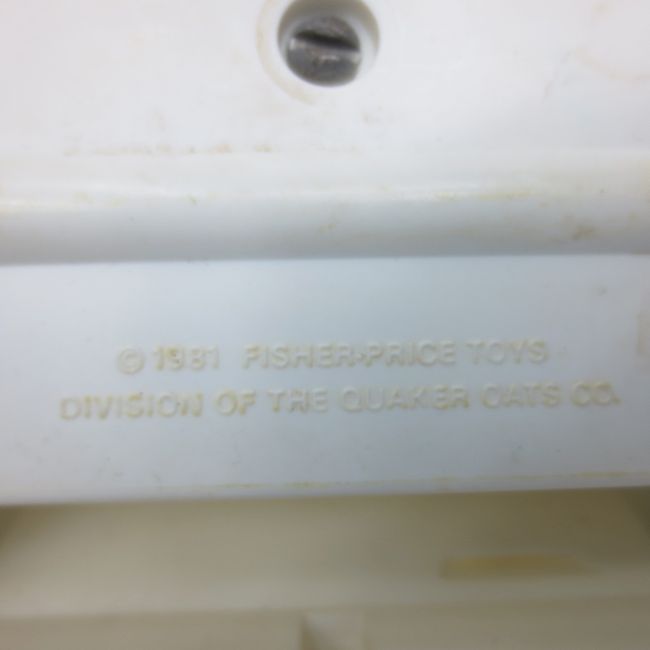 © 1981 FISHER-PRICE TOYS
DIVISION OF THE QUAKER OATS CO.